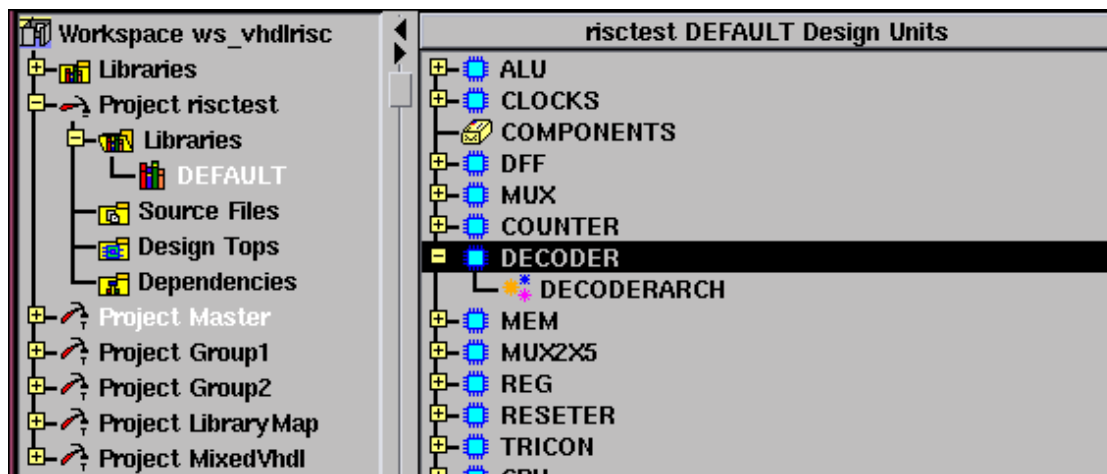 Workspace ws_vhdlrisc
Libraries
Project risctest
Libraries
DEFAULT
Source Files
Design Tops
Dependencies
Project Master
Project Group1
Project Group2
Project LibraryMap
Project MixedVhdl
risctest DEFAULT Design Units
ALU
CLOCKS
COMPONENTS
DFF
MUX
COUNTER
DECODER
DECODERARCH
MEM
MUX2X5
REG
RESETER
TRICON